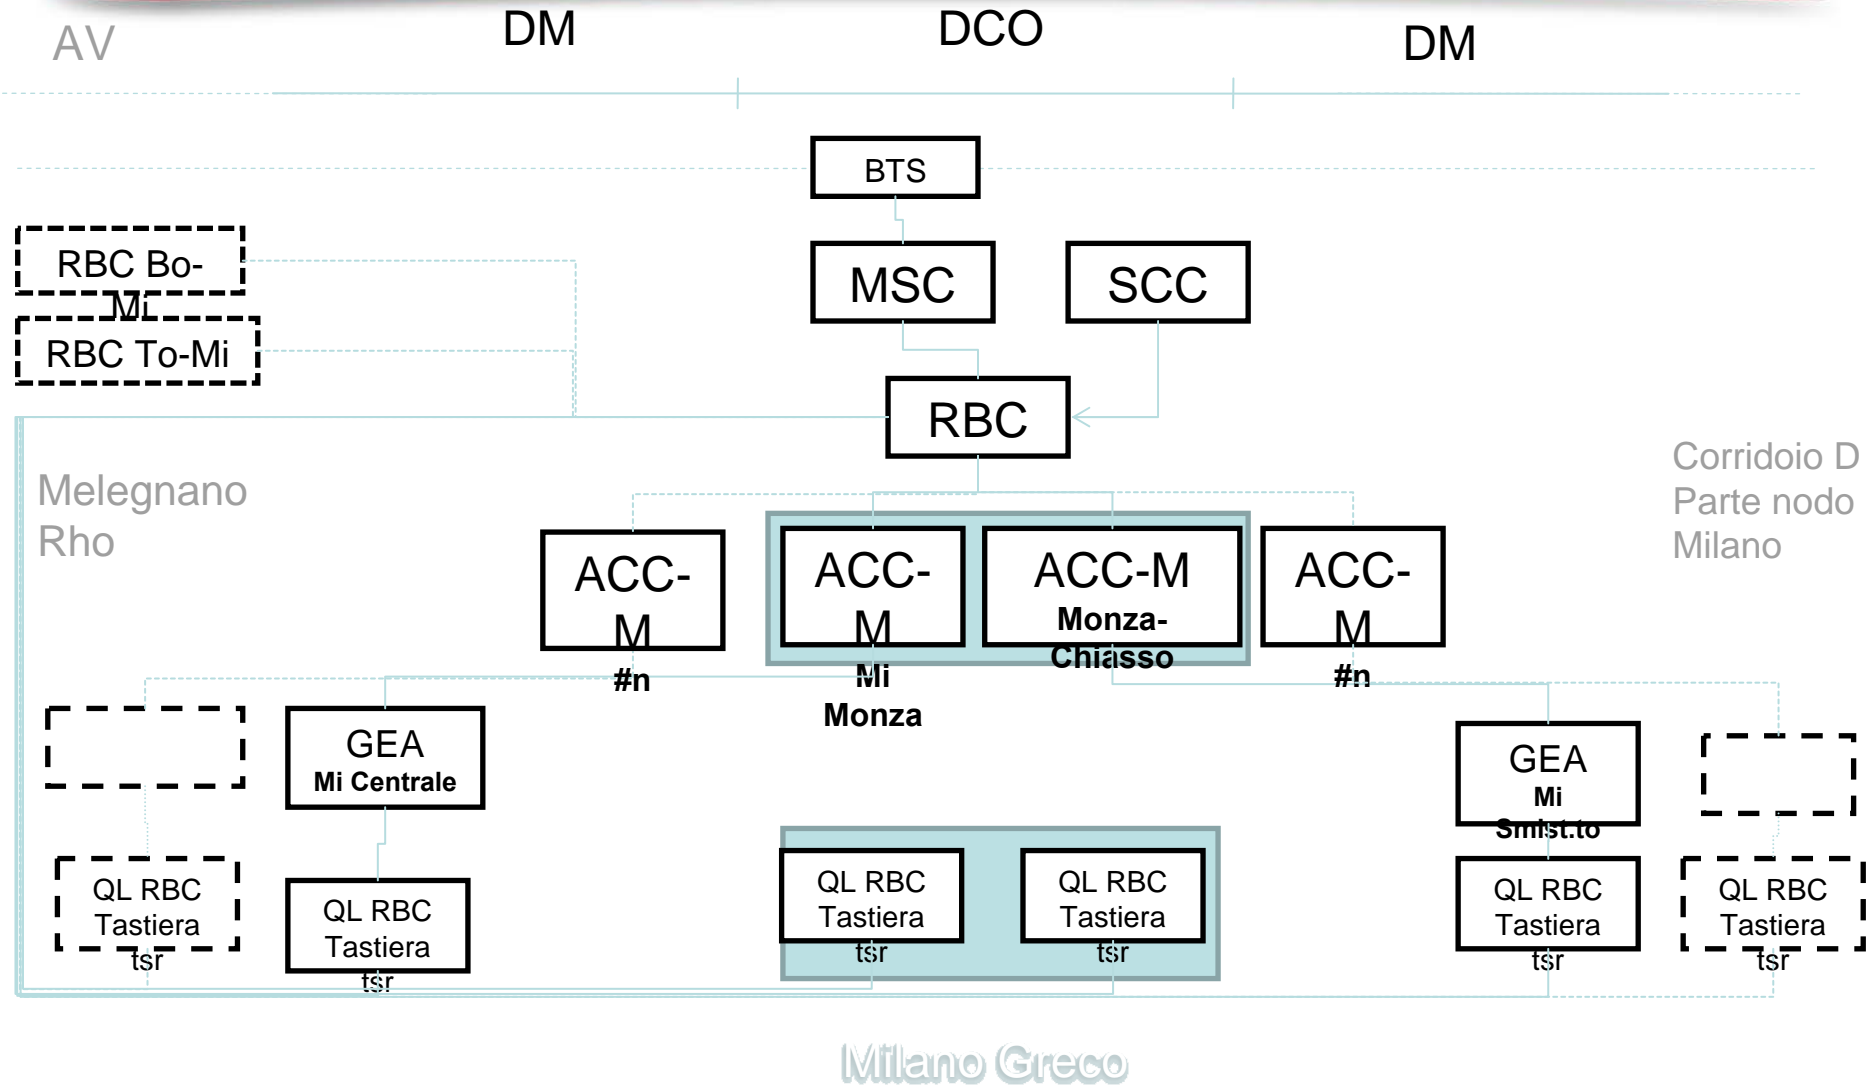 AV
DM
DCO
DM
BTS
RBC Bo-
Mi
MSC
SCC
RBC To-Mi
RBC
Melegnano
Rho
Corridoio D
Parte nodo
Milano
ACC-
M
#n
ACC-
M
Mi
Monza
ACC-M
Monza-
Chiasso
ACC-
M
#n
GEA
Mi Centrale
GEA
Mi
Smist.to
QL RBC
Tastiera
tsr
QL RBC
Tastiera
tsr
QL RBC
Tastiera
tsr
QL RBC
Tastiera
tsr
QL RBC
Tastiera
tsr
QL RBC
Tastiera
tsr
Milano Greco